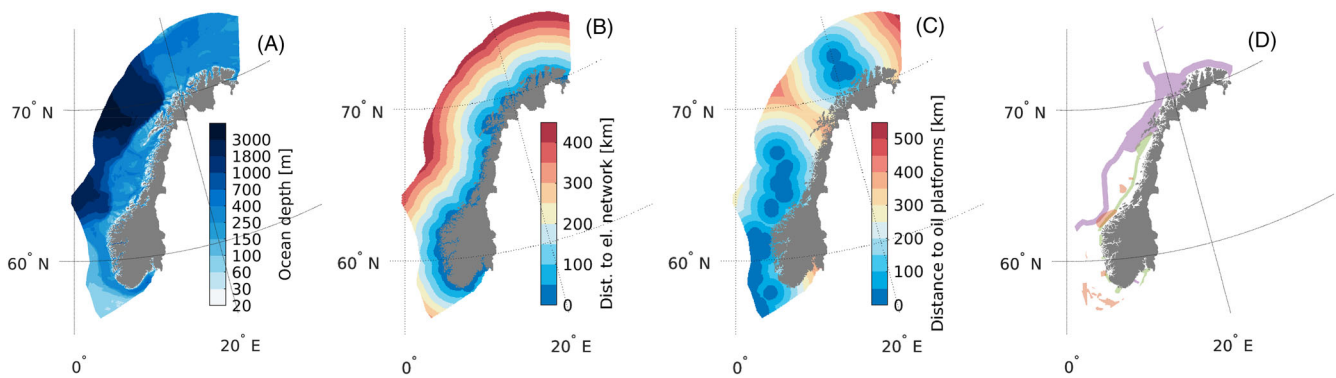 (A)
70° N
60° N
0°
20° E
3000
1800
1000
700
400
250
150
100
60
30
20
Ocean depth [m]
(B)
70° N
60° N
0°
20° E
400
300
200
100
0
Dist. to el. network [km]
(C)
70° N
60° N
0°
20° E
500
400
300
200
100
0
Distance to oil platforms [km]
(D)
70° N
60° N
0°
20° E